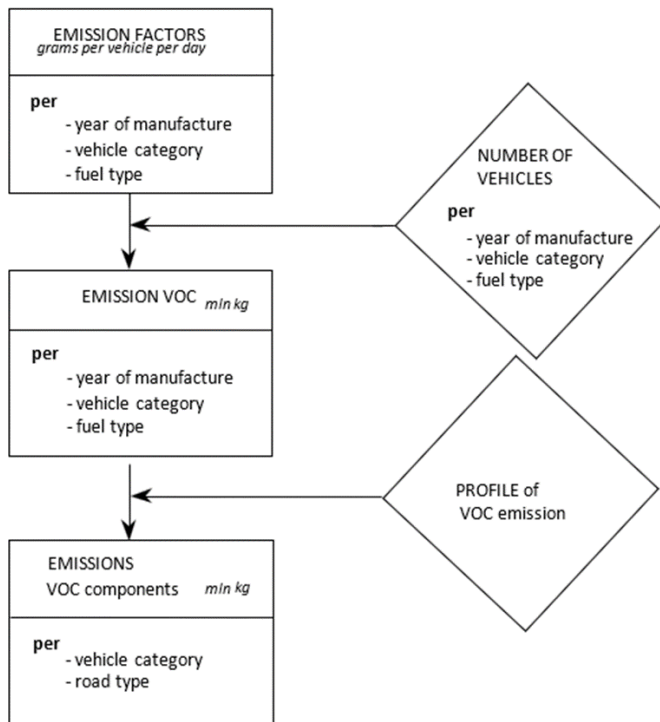 EMISSION FACTORS
grams per vehicle per day
per
- year of manufacture
- vehicle category
- fuel type
NUMBER OF
VEHICLES
per
- year of manufacture
- vehicle category
- fuel type
EMISSION VOC mln kg
per
- year of manufacture
- vehicle category
- fuel type
PROFILE of
VOC emission
EMISSIONS
VOC components mln kg
per
- vehicle category
- road type